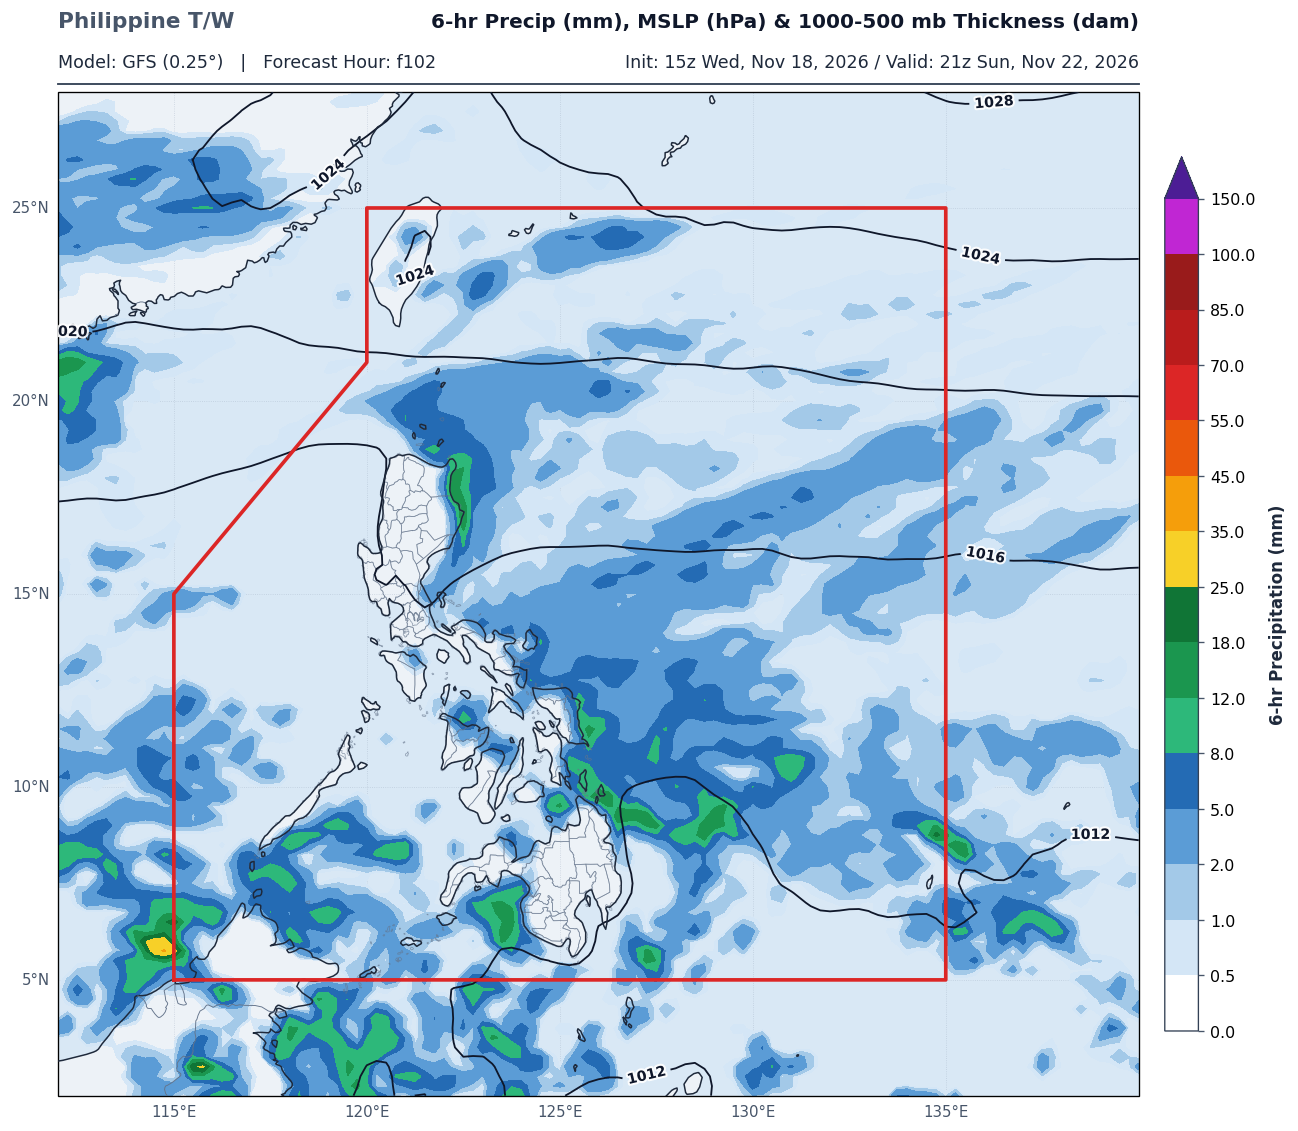 Philippine T/W
6-hr Precip (mm), MSLP (hPa) & 1000-500 mb Thickness (dam)
Model: GFS (0.25°) | Forecast Hour: f102
Init: 15z Wed, Nov 18, 2026 / Valid: 21z Sun, Nov 22, 2026
1028
1024
1024
1024
020
1016
1012
1012
25°N
20°N
15°N
10°N
5°N
115°E
120°E
125°E
130°E
135°E
150.0
100.0
85.0
70.0
55.0
45.0
35.0
25.0
18.0
12.0
8.0
5.0
2.0
1.0
0.5
0.0
6-hr Precipitation (mm)